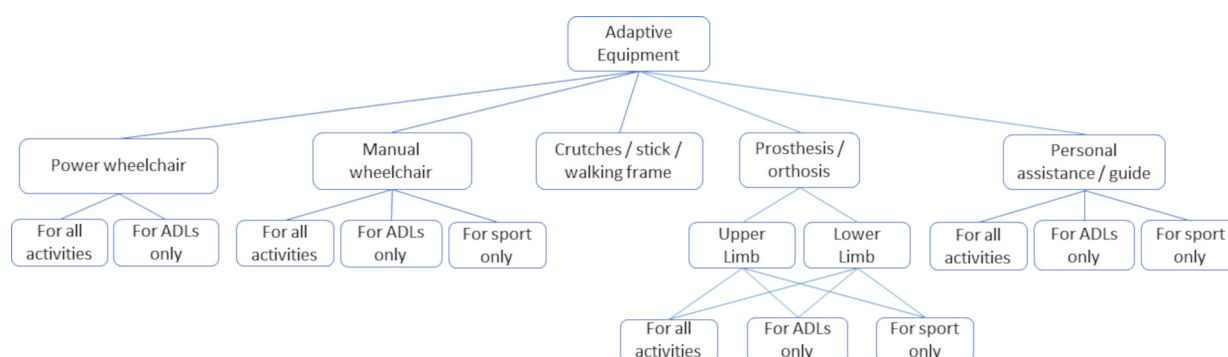 Adaptive
Equipment
Power wheelchair
Manual
wheelchair
Crutches / stick /
walking frame
Prosthesis /
orthosis
Personal
assistance / guide
For all
activities
For ADLs
only
For all
activities
For ADLs
only
For sport
only
Upper
Limb
Lower
Limb
For all
activities
For ADLs
only
For sport
only
For all
activities
For ADLs
only
For sport
only